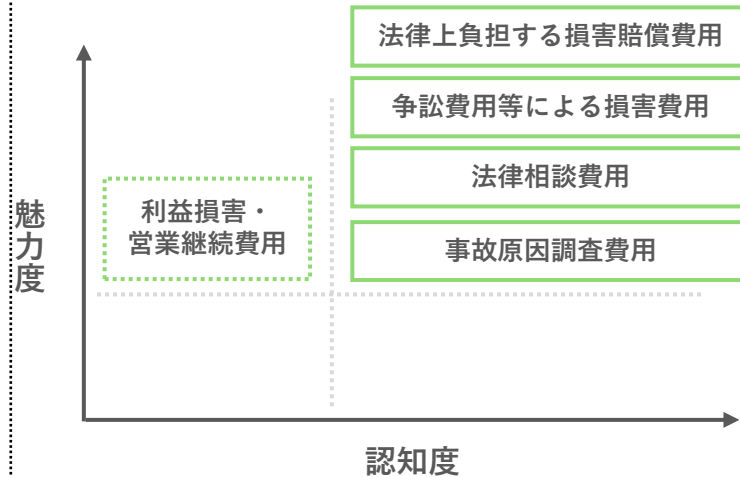 法律上負担する損害賠償費用
争訟費用等による損害費用
法律相談費用
事故原因調査費用
利益損害・
営業継続費用
魅力度
認知度